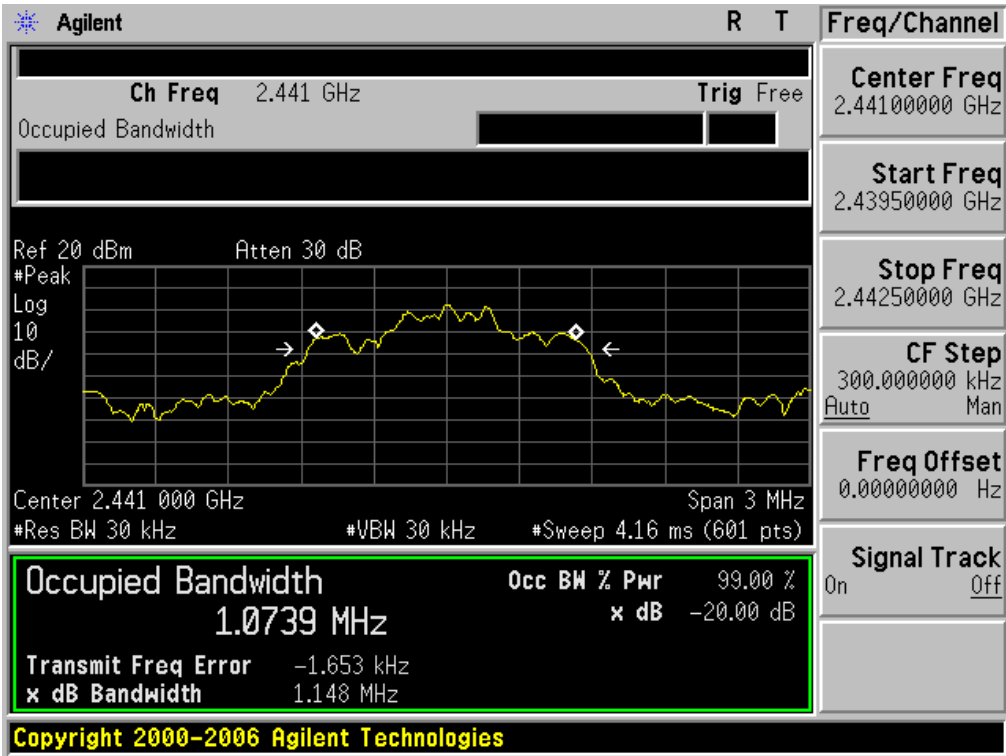 Agilent R T
Ch Freq 2.441 GHz Trig Free
Occupied Bandwidth
Ref 20 dBm Atten 30 dB
#Peak
Log
10
dB/
Center 2.441 000 GHz Span 3 MHz
#Res BW 30 kHz #VBW 30 kHz #Sweep 4.16 ms (601 pts)
Occupied Bandwidth Occ BW % Pwr 99.00 %
1.0739 MHz x dB -20.00 dB
Transmit Freq Error -1.653 kHz
x dB Bandwidth 1.148 MHz
Copyright 2000-2006 Agilent Technologies
Freq/Channel
Center Freq
2.44100000 GHz
Start Freq
2.43950000 GHz
Stop Freq
2.44250000 GHz
CF Step
300.000000 kHz
Auto Man
Freq Offset
0.00000000 Hz
Signal Track
On Off